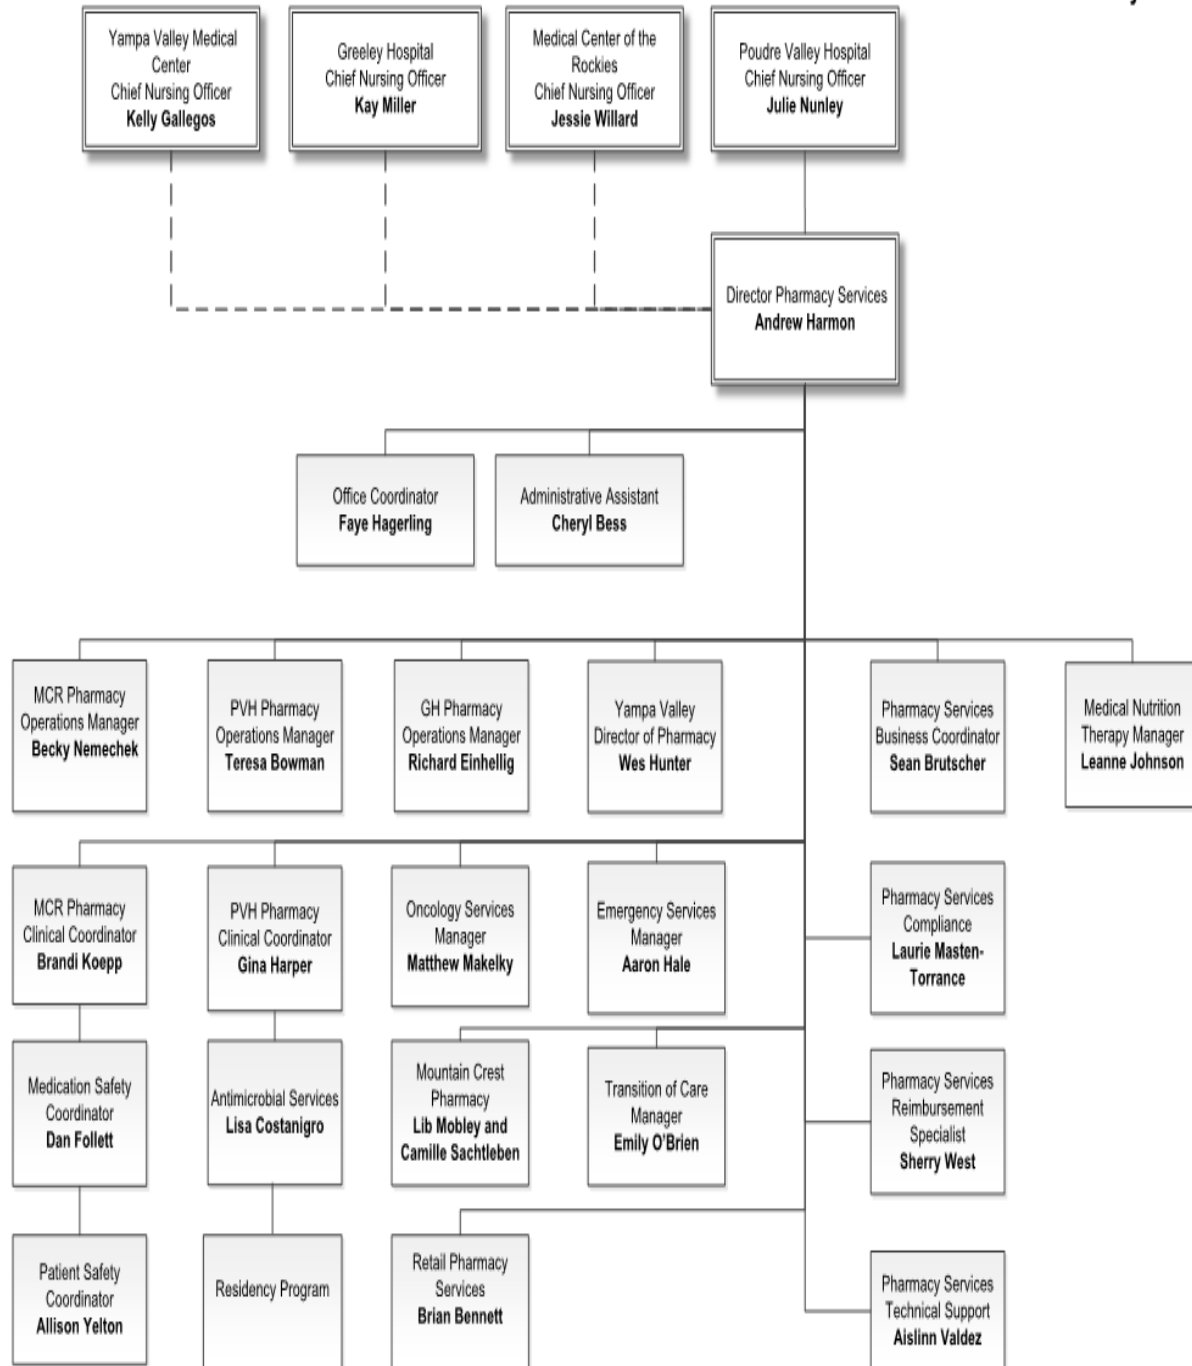 Yampa Valley Medical
Center
Chief Nursing Officer
Kelly Gallegos
Greeley Hospital
Chief Nursing Officer
Kay Miller
Medical Center of the
Rockies
Chief Nursing Officer
Jessie Willard
Poudre Valley Hospital
Chief Nursing Officer
Julie Nunley
Director Pharmacy Services
Andrew Harmon
Office Coordinator
Faye Hagerling
Administrative Assistant
Cheryl Bess
MCR Pharmacy
Operations Manager
Becky Nemechek
PVH Pharmacy
Operations Manager
Teresa Bowman
GH Pharmacy
Operations Manager
Richard Einhellig
Yampa Valley
Director of Pharmacy
Wes Hunter
Pharmacy Services
Business Coordinator
Sean Brutscher
Medical Nutrition
Therapy Manager
Leanne Johnson
MCR Pharmacy
Clinical Coordinator
Brandi Koepp
PVH Pharmacy
Clinical Coordinator
Gina Harper
Oncology Services
Manager
Matthew Makelky
Emergency Services
Manager
Aaron Hale
Pharmacy Services
Compliance
Laurie Masten-
Torrance
Medication Safety
Coordinator
Dan Follett
Antimicrobial Services
Lisa Costanigro
Mountain Crest
Pharmacy
Lib Mobley and
Camille Sachtleben
Transition of Care
Manager
Emily O'Brien
Pharmacy Services
Reimbursement
Specialist
Sherry West
Patient Safety
Coordinator
Allison Yelton
Residency Program
Retail Pharmacy
Services
Brian Bennett
Pharmacy Services
Technical Support
Aislinn Valdez